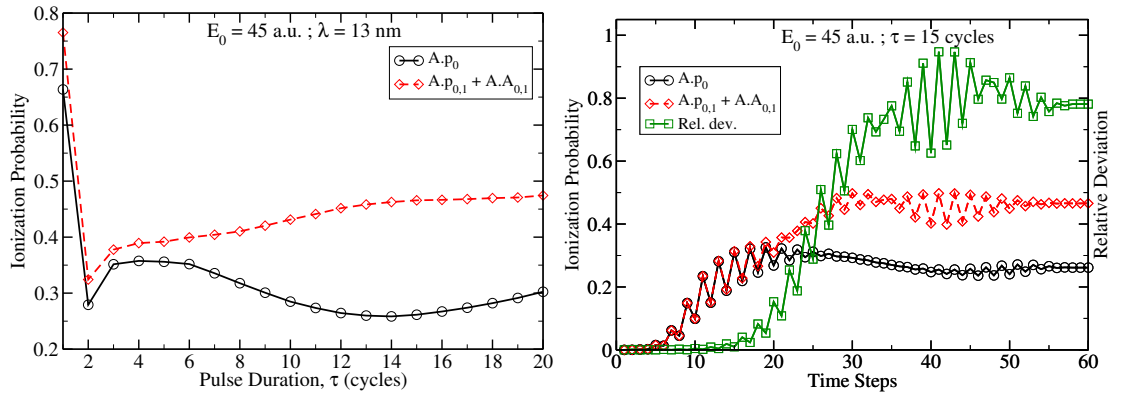 E₀ = 45 a.u. ; λ = 13 nm
A.p₀
A.p₀,₁ + A.A₀,₁
Ionization Probability
0.8
0.7
0.6
0.5
0.4
0.3
0.2
2
4
6
8
10
12
14
16
18
20
Pulse Duration, τ (cycles)
E₀ = 45 a.u. ; τ = 15 cycles
A.p₀
A.p₀,₁ + A.A₀,₁
Rel. dev.
Ionization Probability
1
0.8
0.6
0.4
0.2
0
0
10
20
30
40
50
60
Time Steps
Relative Deviation